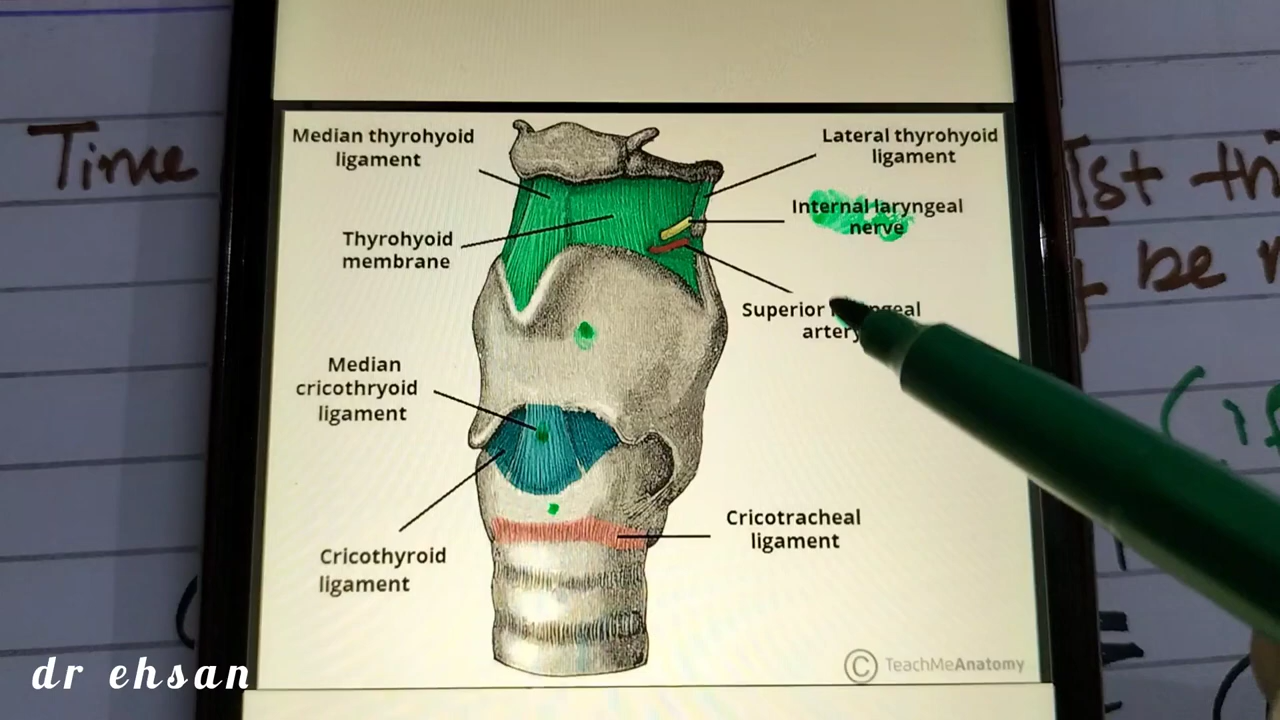 Time
Median thyrohyoid
ligament
Thyrohyoid
membrane
Median
cricothryoid
ligament
Cricothyroid
ligament
Lateral thyrohyoid
ligament
Internal laryngeal
nerve
Superior
artery
Cricotracheal
ligament
© TeachMeAnatomy
Ist
be
dr ehsan